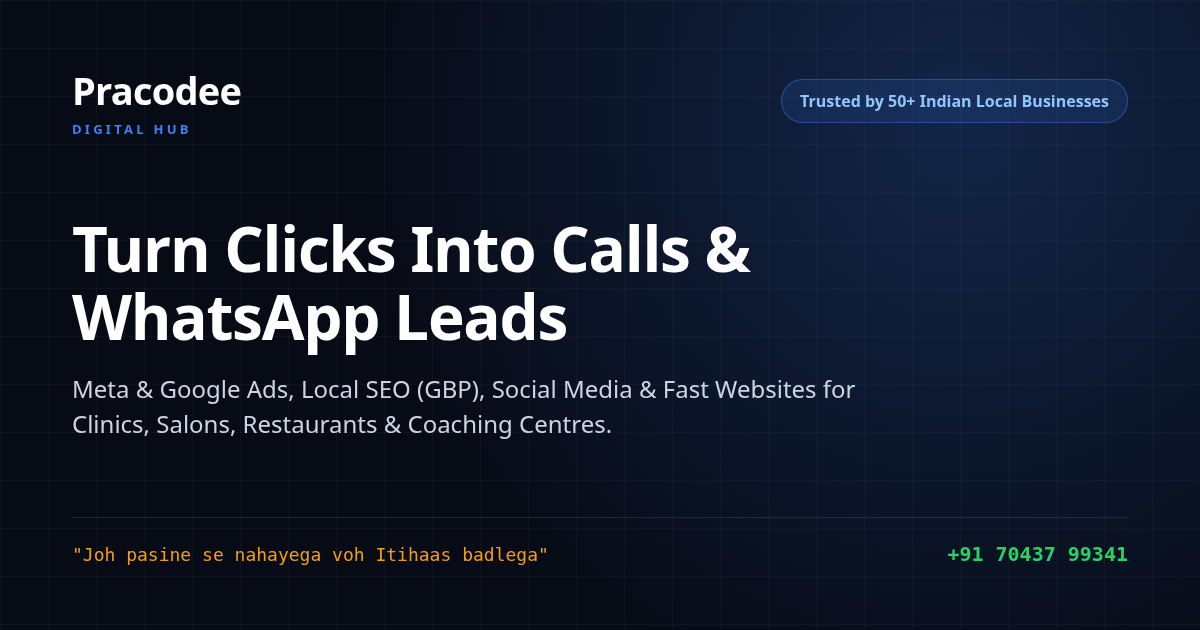 Pracodee
DIGITAL HUB
Trusted by 50+ Indian Local Businesses
Turn Clicks Into Calls &
WhatsApp Leads
Meta & Google Ads, Local SEO (GBP), Social Media & Fast Websites for
Clinics, Salons, Restaurants & Coaching Centres.
"Joh pasine se nahayega voh Itihaas badlega"
+91 70437 99341